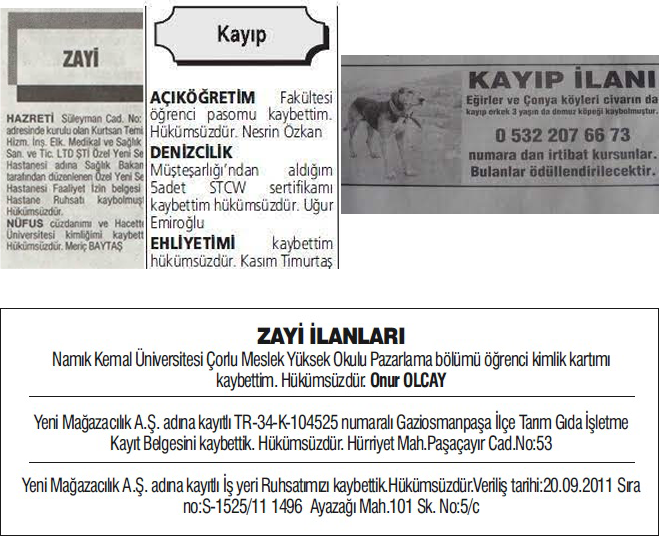 ZAYİ
HAZRETİ Süleyman Cad. No:
adresinde kurulu olan Kurtsan Temi
Hizm. İnş. Elk. Medikal ve Sağlık
San. ve Tic. LTD ŞTİ Özel Yeni Se
Hastanesi adına Sağlık Bakan
tarafından düzenlenen Özel Yeni Se
Hastanesi Faaliyet İzin belgesi
Hastane Ruhsatı kaybolmuş
Hükümsüzdür.
NÜFUS cüzdanımı ve Hacett
Üniversitesi kimliğimi kaybett
Hükümsüzdür. Meriç BAYTAŞ
Kayıp
AÇIKÖĞRETİM Fakültesi
öğrenci pasomu kaybettim.
Hükümsüzdür. Nesrin Özkan
DENİZCİLİK
Müşteşarlığı'ndan aldığım
5adet STCW sertifikamı
kaybettim hükümsüzdür. Uğur
Emiroğlu
EHLİYETİMİ kaybettim
hükümsüzdür. Kasım Timurtaş
KAYIP İLANI
Eğirler ve Çonya köyleri civarın da
kayıp erkek 3 yaşın da domuz köpeği kaybolmuştur.
0 532 207 66 73
numara dan irtibat kursunlar.
Bulanlar ödüllendirilecektir.
ZAYİ İLANLARI
Namık Kemal Üniversitesi Çorlu Meslek Yüksek Okulu Pazarlama bölümü öğrenci kimlik kartımı
kaybettim. Hükümsüzdür. Onur OLCAY
Yeni Mağazacılık A.Ş. adına kayıtlı TR-34-K-104525 numaralı Gaziosmanpaşa İlçe Tarım Gıda İşletme
Kayıt Belgesini kaybettik. Hükümsüzdür. Hürriyet Mah.Paşaçayır Cad.No:53
Yeni Mağazacılık A.Ş. adına kayıtlı İş yeri Ruhsatımızı kaybettik.Hükümsüzdür.Veriliş tarihi:20.09.2011 Sıra
no:S-1525/11 1496 Ayazağı Mah.101 Sk. No:5/c